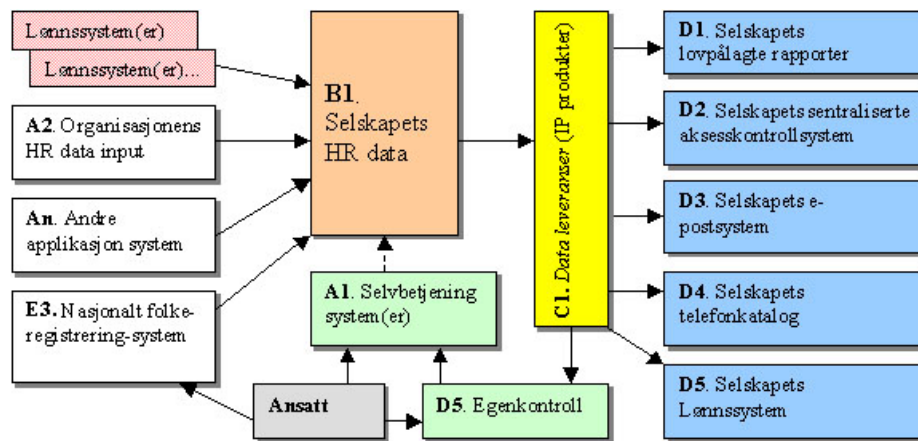 Lønnssystem(er)
Lønnssystem(er)...
A2. Organisasjonens
HR data input
An. Andre
applikasjon system
E3. Nasjonalt folke-
registrering-system
B1.
Selskapets
HR data
A1. Selvbetjening
system(er)
Ansatt
D5. Egenkontroll
C1. Data leveranser (IP produkter)
D1. Selskapets
lovpålagte rapporter
D2. Selskapets sentraliserte
aksesskontrollsystem
D3. Selskapets e-
postsystem
D4. Selskapets
telefonkatalog
D5. Selskapets
Lønnssystem